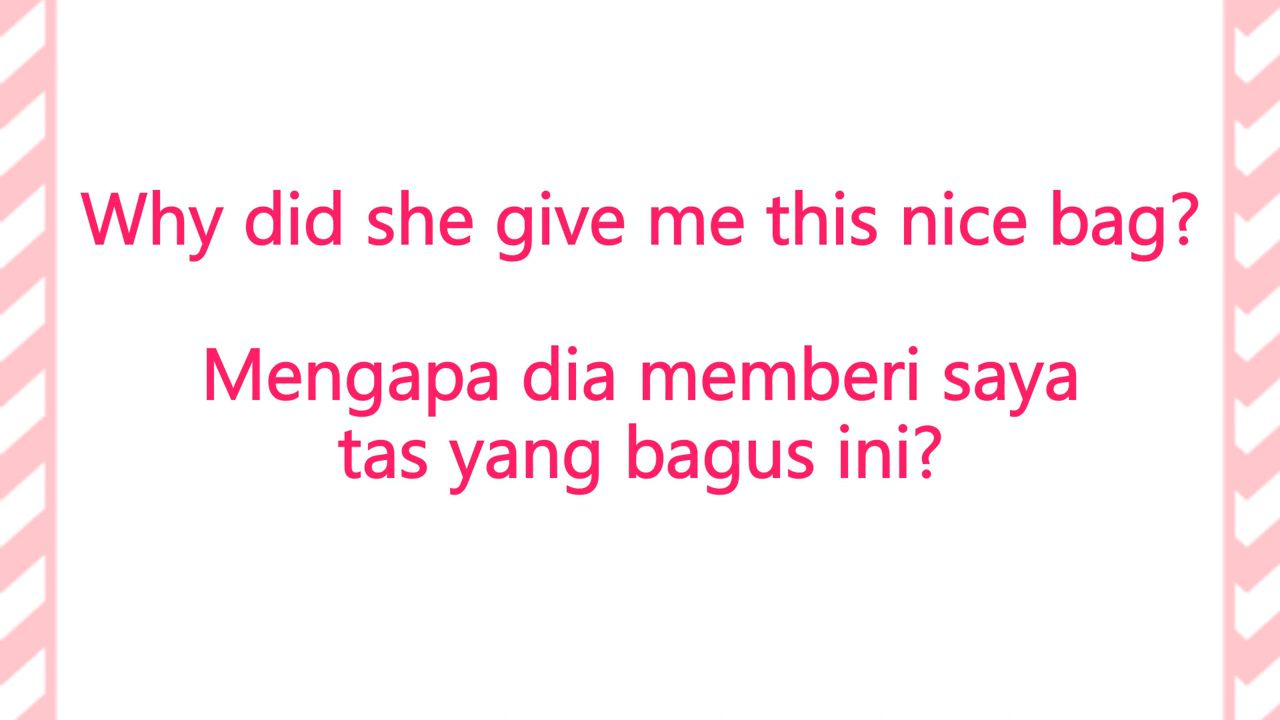 Why did she give me this nice bag?
Mengapa dia memberi saya
tas yang bagus ini?